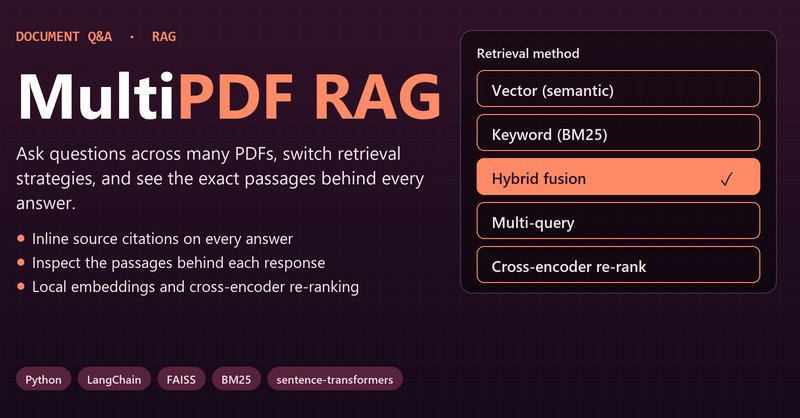 DOCUMENT Q&A · RAG
MultiPDF RAG
Ask questions across many PDFs, switch retrieval
strategies, and see the exact passages behind every
answer.
• Inline source citations on every answer
• Inspect the passages behind each response
• Local embeddings and cross-encoder re-ranking
Python
LangChain
FAISS
BM25
sentence-transformers
Retrieval method
Vector (semantic)
Keyword (BM25)
Hybrid fusion ✓
Multi-query
Cross-encoder re-rank